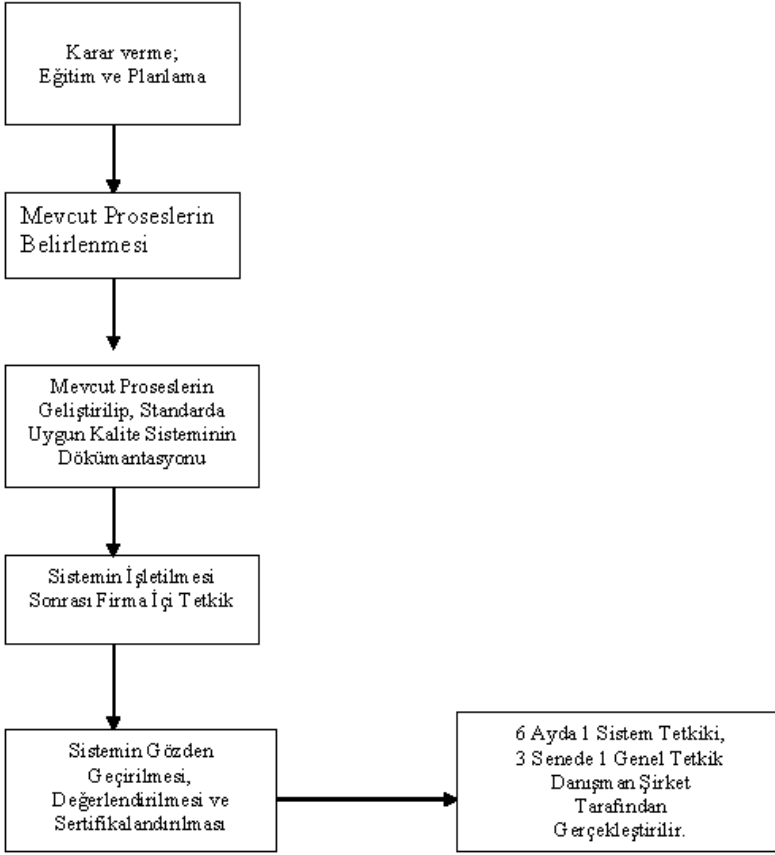 Karar verme;
Eğitim ve Planlama
Mevcut Proseslerin
Belirlenmesi
Mevcut Proseslerin
Geliştirilip, Standarda
Uygun Kalite Sisteminin
Dökümantasyonu
Sistemin İşletilmesi
Sonrası Firma İçi Tetkik
Sistemin Gözden
Geçirilmesi,
Değerlendirilmesi ve
Sertifikalandırılması
6 Ayda 1 Sistem Tetkiki,
3 Senede 1 Genel Tetkik
Danışman Şirket
Tarafından
Gerçekleştirilir.